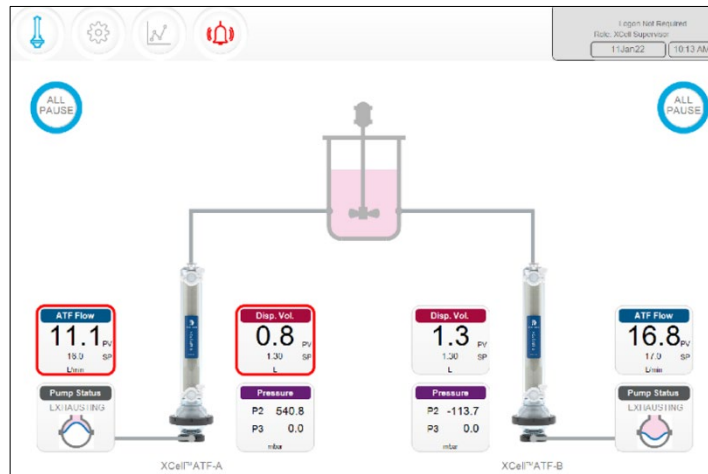 Logon Not Required
Role: XCell Supervisor
11Jan22
10:13 AM
ALL
PAUSE
ALL
PAUSE
ATF Flow
11.1 PV
16.0 SP
L/min
Disp. Vol.
0.8 PV
1.30 SP
L
Disp. Vol.
1.3 PV
1.30 SP
L
ATF Flow
16.8 PV
17.0 SP
L/min
Pump Status
EXHAUSTING
Pressure
P2 540.8
P3 0.0
mbar
Pressure
P2 -113.7
P3 0.0
mbar
Pump Status
EXHAUSTING
XCell™ATF-A
XCell™ATF-B